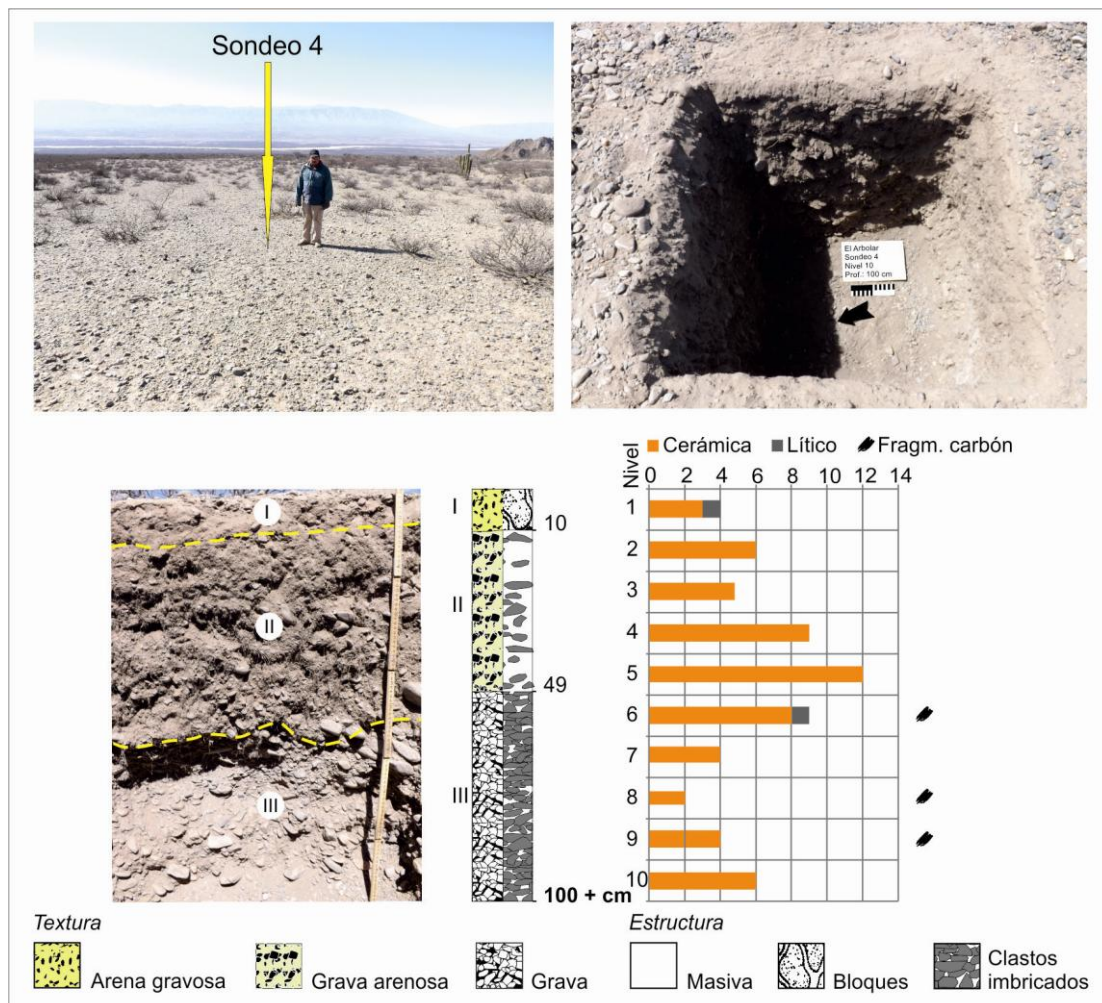 Sondeo 4
El Arbolar
Sondeo 4
Nivel 10
Prof.: 100 cm
Cerámica Lítico Fragm. carbón
Nivel
0 2 4 6 8 10 12 14
1
2
3
4
5
6
7
8
9
10
I
II
III
I
10
II
49
III
100 + cm
Textura
Arena gravosa Grava arenosa Grava
Estructura
Masiva Bloques Clastos
imbricados